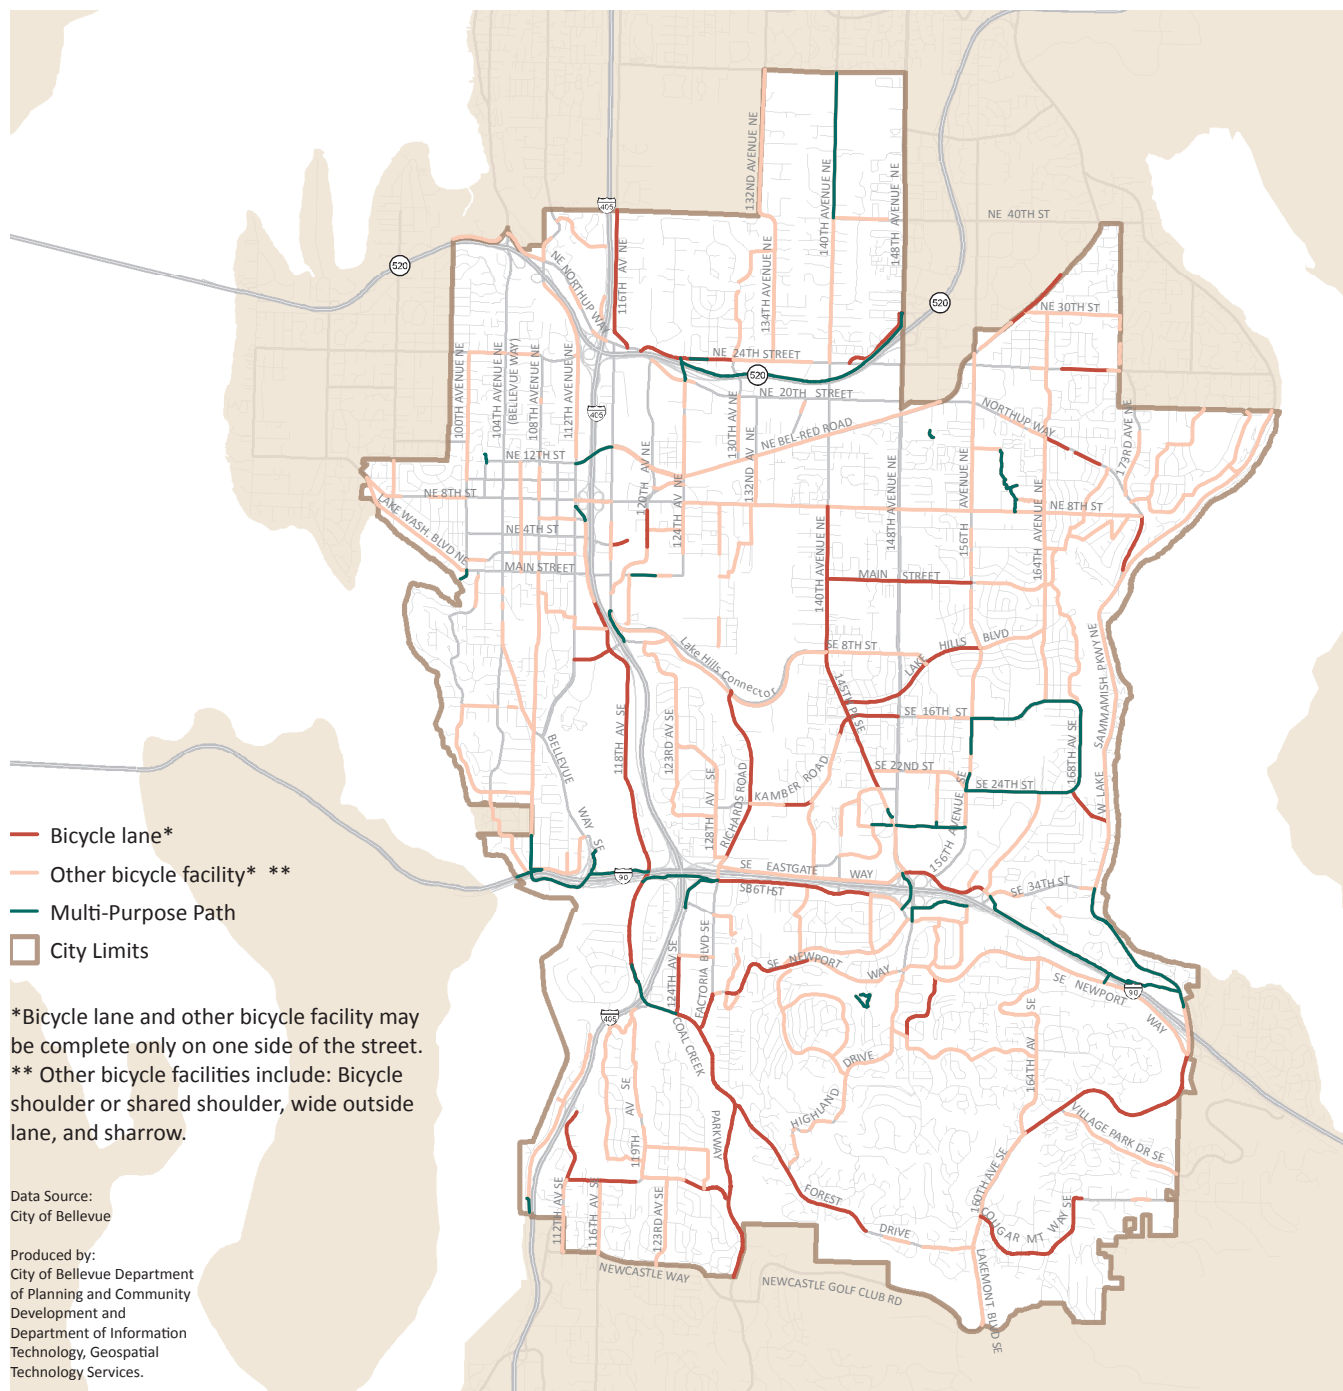 405
132ND AVENUE NE
140TH AVENUE NE
148TH AVENUE NE
NE 40TH ST
520
NE NORTHUP WAY
116TH AV NE
134TH AVENUE NE
520
NE 30TH ST
NE 24TH STREET
520
NE 20TH STREET
100TH AVENUE NE
104TH AVENUE NE
(BELLEVUE WAY)
108TH AVENUE NE
112TH AVENUE NE
405
130TH AV NE
NE BEL-RED ROAD
NORTHUP WAY
173RD AVE NE
NE 12TH ST
NE 8TH ST
120TH AV NE
124TH AV NE
132ND AV NE
148TH AVENUE NE
156TH AVENUE NE
164TH AVENUE NE
NE 8TH ST
LAKE WASH. BLVD NE
NE 4TH ST
MAIN STREET
140TH AVENUE NE
MAIN STREET
Lake Hills Connector
SE 8TH ST
LAKE HILLS BLVD
W LAKE SAMMAMISH PKWY NE
145TH PL SE
SE 16TH ST
118TH AV SE
123RD AV SE
BELLEVUE WAY SE
128TH AV SE
RICHARDS ROAD
KAMBER ROAD
SE 22ND ST
SE 24TH ST
168TH AV SE
156TH AVENUE SE
Bicycle lane*
Other bicycle facility* **
Multi-Purpose Path
City Limits
90
SE EASTGATE WAY
SE 36TH ST
SE 34TH ST
124TH AV SE
FACTORIA BLVD SE
SE NEWPORT WAY
SE NEWPORT WAY
90
405
COAL CREEK PARKWAY
164TH AV SE
HIGHLAND DRIVE
119TH AV SE
VILLAGE PARK DR SE
*Bicycle lane and other bicycle facility may
be complete only on one side of the street.
** Other bicycle facilities include: Bicycle
shoulder or shared shoulder, wide outside
lane, and sharrow.
112TH AV SE
116TH AV SE
123RD AV SE
FOREST DRIVE
160TH AVE SE
COUGAR MT WAY SE
LAKEMONT BLVD SE
NEWCASTLE WAY
NEWCASTLE GOLF CLUB RD
Data Source:
City of Bellevue
Produced by:
City of Bellevue Department
of Planning and Community
Development and
Department of Information
Technology, Geospatial
Technology Services.